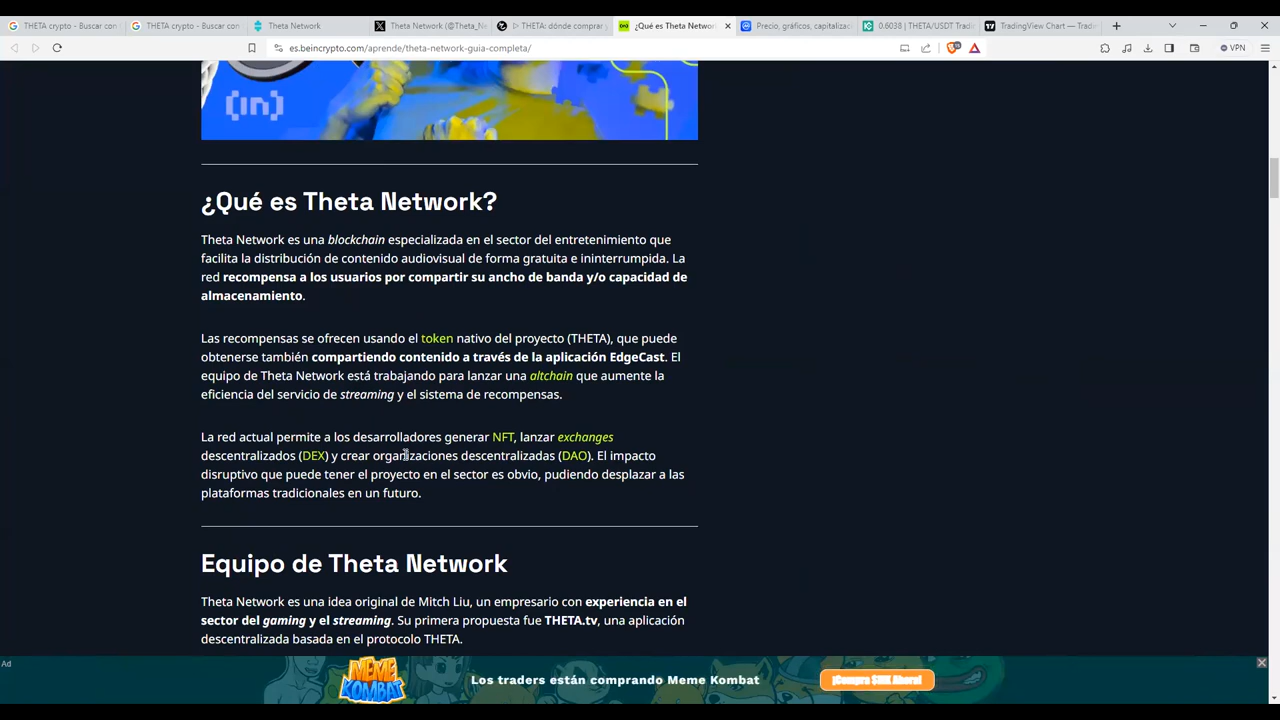 THETA crypto - Buscar con
THETA crypto - Buscar con
Theta Network
Theta Network (@Theta_Ne
THETA: dónde comprar y
¿Qué es Theta Networ
Precio, gráficos, capitalizaci
0.6038 | THETA/USDT Tradi
TradingView Chart — Tradi
es.beincrypto.com/aprende/theta-network-guia-completa/
VPN
[in]
¿Qué es Theta Network?
Theta Network es una blockchain especializada en el sector del entretenimiento que
facilita la distribución de contenido audiovisual de forma gratuita e ininterrumpida. La
red recompensa a los usuarios por compartir su ancho de banda y/o capacidad de
almacenamiento.
Las recompensas se ofrecen usando el token nativo del proyecto (THETA), que puede
obtenerse también compartiendo contenido a través de la aplicación EdgeCast. El
equipo de Theta Network está trabajando para lanzar una altchain que aumente la
eficiencia del servicio de streaming y el sistema de recompensas.
La red actual permite a los desarrolladores generar NFT, lanzar exchanges
descentralizados (DEX) y crear organizaciones descentralizadas (DAO). El impacto
disruptivo que puede tener el proyecto en el sector es obvio, pudiendo desplazar a las
plataformas tradicionales en un futuro.
Equipo de Theta Network
Theta Network es una idea original de Mitch Liu, un empresario con experiencia en el
sector del gaming y el streaming. Su primera propuesta fue THETA.tv, una aplicación
descentralizada basada en el protocolo THETA.
Ad
MEME
KOMBAT
Los traders están comprando Meme Kombat
¡Compra $MK Ahora!